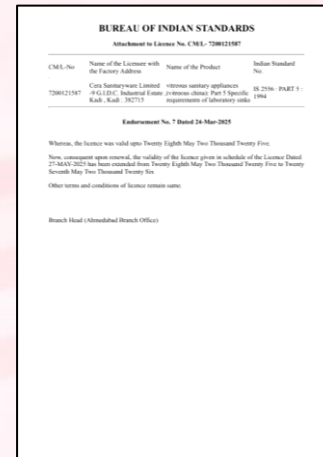 BUREAU OF INDIAN STANDARDS
Attachment to Licence No. CM/L- 7200121587
CM/L-No
Name of the Licensee with the Factory Address
Name of the Product
Indian Standard No.
7200121587
Cera Sanitaryware Limited
-9 G.I.D.C. Industrial Estate
Kadi , Kadi : 382715
vitreous sanitary appliances
(vitreous china): Part 5 Specific
requirements of laboratory sinks
IS 2556 : PART 5 :
1994
Endorsement No. 7 Dated 24-Mar-2025
Whereas, the licence was valid upto Twenty Eighth May Two Thousand Twenty Five.
Now, consequent upon renewal, the validity of the licence given in schedule of the Licence Dated
27-MAY-2025 has been extended from Twenty Eighth May Two Thousand Twenty Five to Twenty
Seventh May Two Thousand Twenty Six
Other terms and conditions of licence remain same.
Branch Head (Ahmedabad Branch Office)